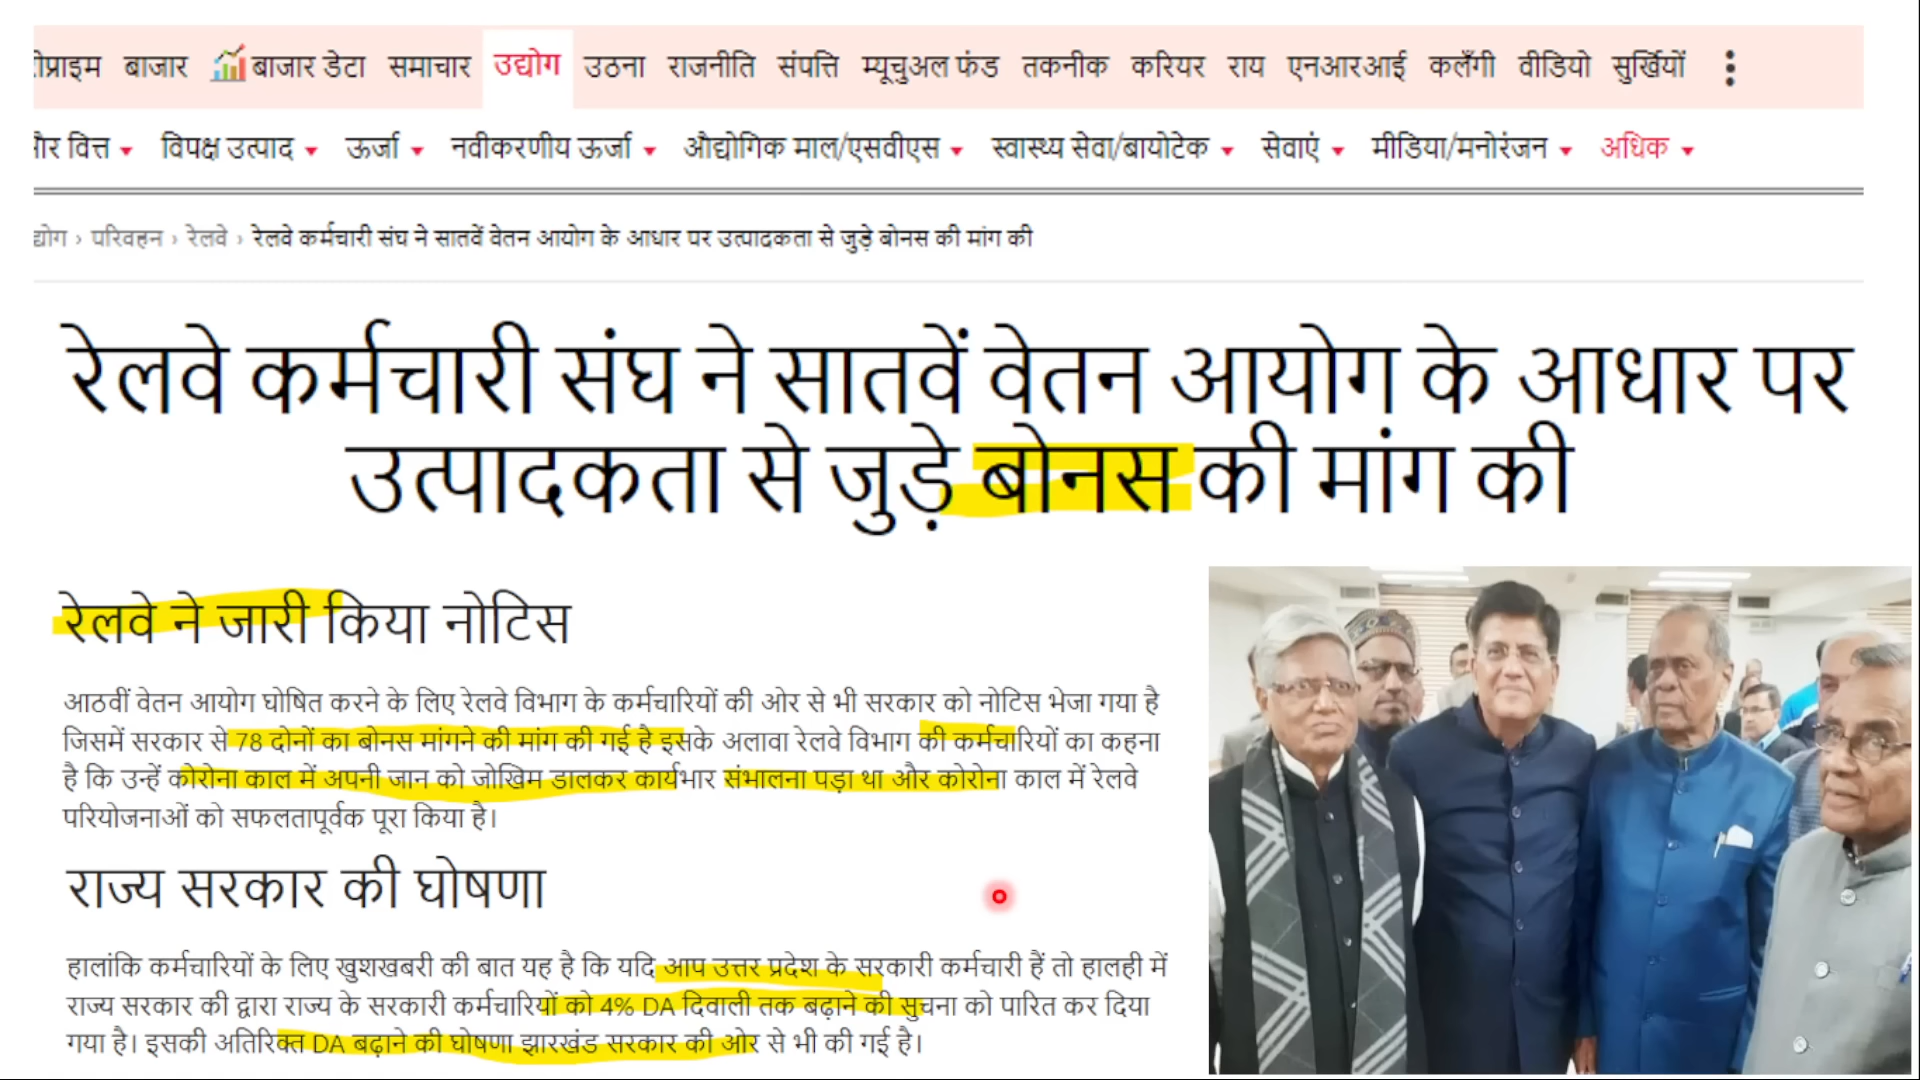 बाजार बाजार डेटा समाचार उद्योग उठना राजनीति संपत्ति म्यूचुअल फंड तकनीक करियर राय एनआरआई कलँगी वीडियो सुर्खियों
और वित्त विपक्ष उत्पाद ऊर्जा नवीकरणीय ऊर्जा औद्योगिक माल/एसवीएस स्वास्थ्य सेवा/बायोटेक सेवाएं मीडिया/मनोरंजन अधिक
द्योग › परिवहन › रेलवे › रेलवे कर्मचारी संघ ने सातवें वेतन आयोग के आधार पर उत्पादकता से जुड़े बोनस की मांग की
रेलवे कर्मचारी संघ ने सातवें वेतन आयोग के आधार पर
उत्पादकता से जुड़े बोनस की मांग की
रेलवे ने जारी किया नोटिस
आठवीं वेतन आयोग घोषित करने के लिए रेलवे विभाग के कर्मचारियों की ओर से भी सरकार को नोटिस भेजा गया है
जिसमें सरकार से 78 दोनों का बोनस मांगने की मांग की गई है इसके अलावा रेलवे विभाग की कर्मचारियों का कहना
है कि उन्हें कोरोना काल में अपनी जान को जोखिम डालकर कार्यभार संभालना पड़ा था और कोरोना काल में रेलवे
परियोजनाओं को सफलतापूर्वक पूरा किया है।
राज्य सरकार की घोषणा
हालांकि कर्मचारियों के लिए खुशखबरी की बात यह है कि यदि आप उत्तर प्रदेश के सरकारी कर्मचारी हैं तो हालही में
राज्य सरकार की द्वारा राज्य के सरकारी कर्मचारियों को 4% DA दिवाली तक बढ़ाने की सुचना को पारित कर दिया
गया है। इसकी अतिरिक्त DA बढ़ाने की घोषणा झारखंड सरकार की ओर से भी की गई है।